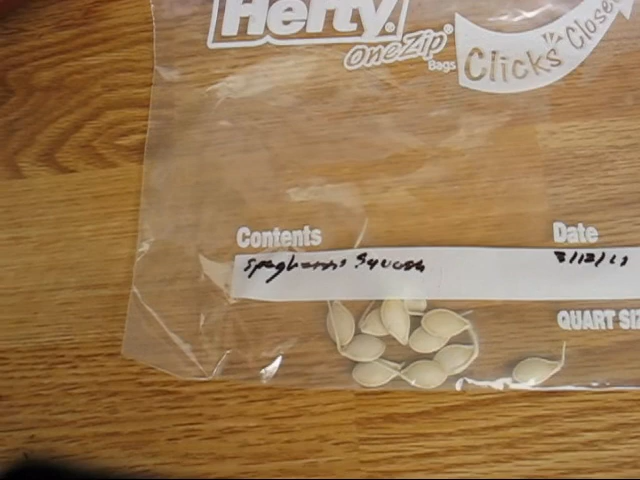 Hefty®
OneZip®
Bags
Clicks Closed
Contents
Date
Spaghetti Squash
QUART SIZ